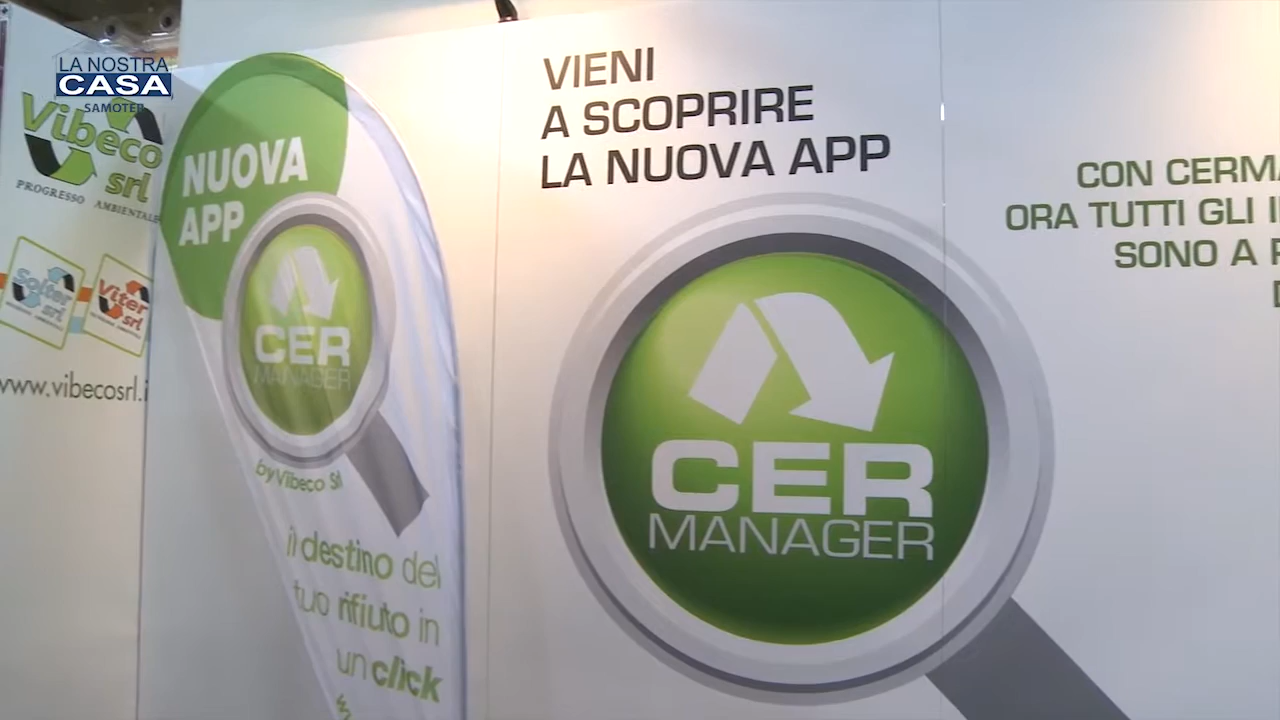 LA NOSTRA
CASA
SAMOTER
Vibeco
srl
PROGRESSO AMBIENTALE
Solter
srl
Viter
srl
www.vibecosrl.i
NUOVA
APP
CER
MANAGER
by Vibeco Srl
il destino del
tuo rifiuto in
un click
VIENI
A SCOPRIRE
LA NUOVA APP
CER
MANAGER
CON CERMA
ORA TUTTI GLI I
SONO A